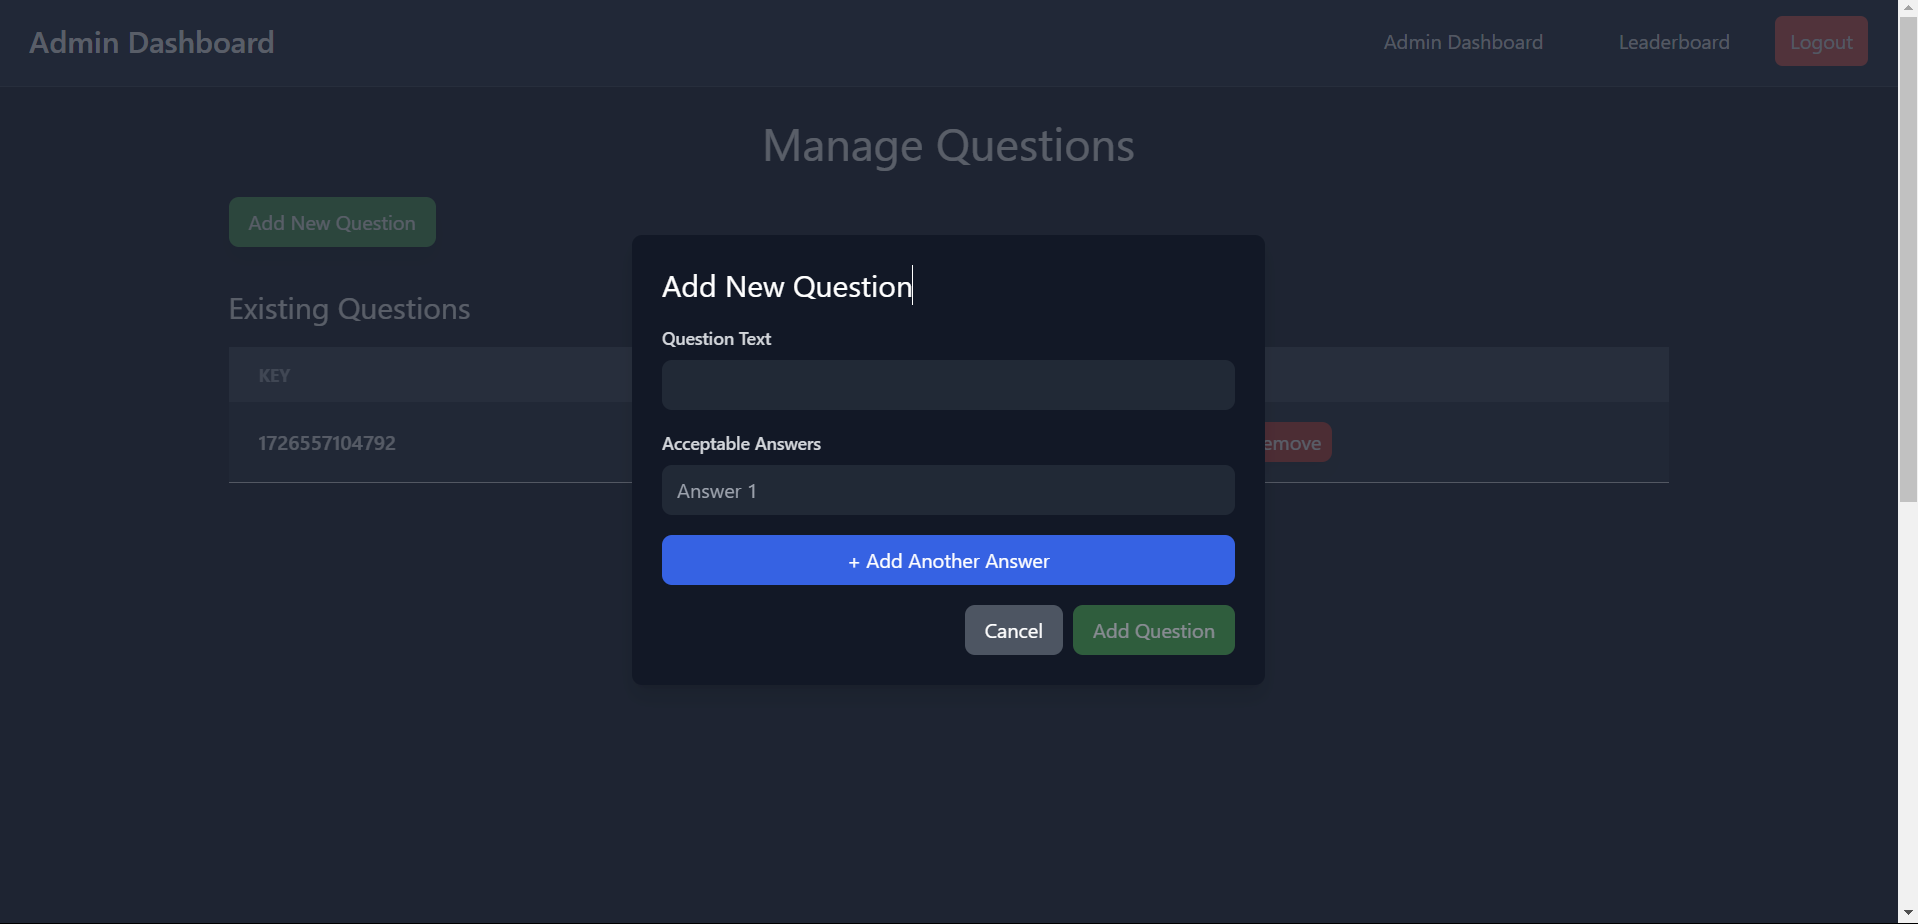 Admin Dashboard
Admin Dashboard
Leaderboard
Logout
Manage Questions
Add New Question
Existing Questions
KEY
1726557104792
emove
Add New Question
Question Text
Acceptable Answers
Answer 1
+ Add Another Answer
Cancel
Add Question